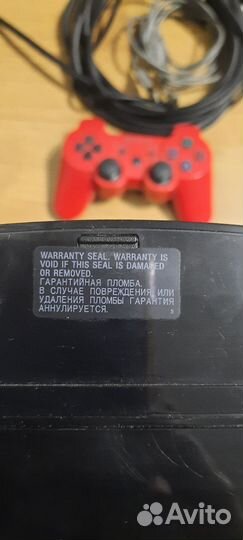 WARRANTY SEAL. WARRANTY IS
VOID IF THIS SEAL IS DAMAGED
OR REMOVED.
ГАРАНТИЙНАЯ ПЛОМБА.
В СЛУЧАЕ ПОВРЕЖДЕНИЯ ИЛИ
УДАЛЕНИЯ ПЛОМБЫ ГАРАНТИЯ
АННУЛИРУЕТСЯ.
Avito